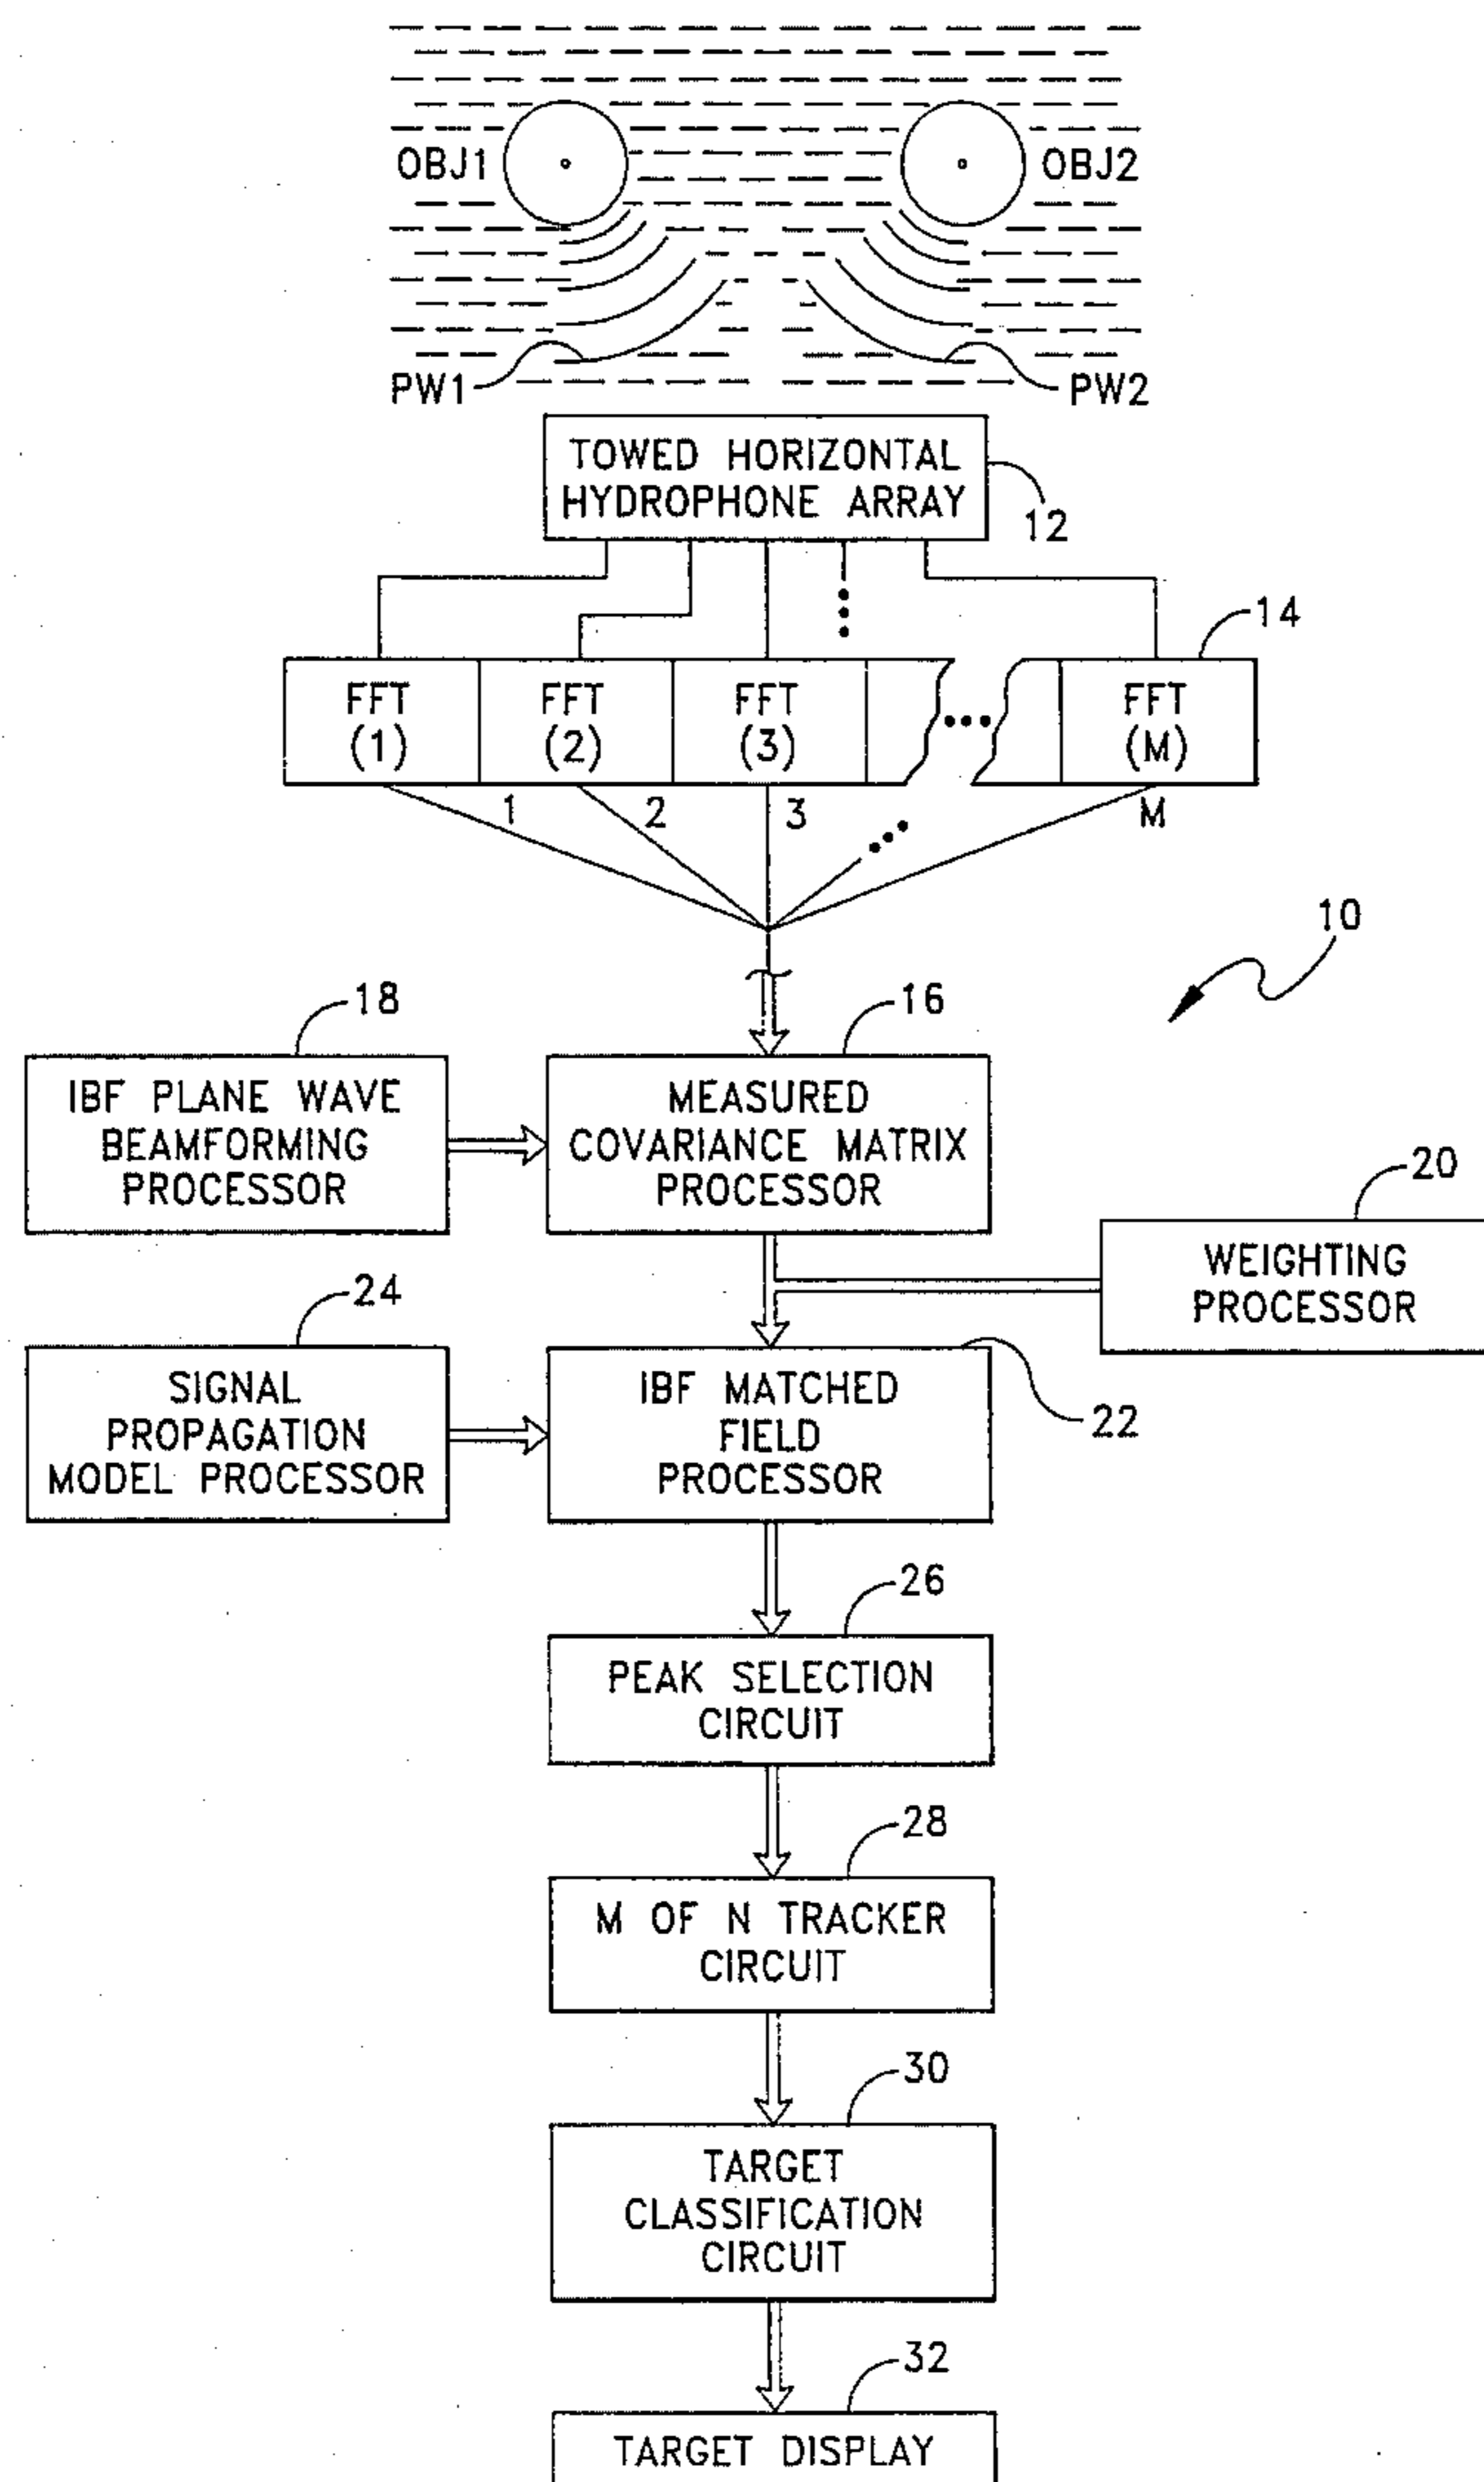 OBJ1
OBJ2
PW1
PW2
TOWED HORIZONTAL
HYDROPHONE ARRAY
12
14
FFT
(1)
FFT
(2)
FFT
(3)
FFT
(M)
1
2
3
M
10
18
16
IBF PLANE WAVE
BEAMFORMING
PROCESSOR
MEASURED
COVARIANCE MATRIX
PROCESSOR
20
WEIGHTING
PROCESSOR
24
SIGNAL
PROPAGATION
MODEL PROCESSOR
IBF MATCHED
FIELD
PROCESSOR
22
26
PEAK SELECTION
CIRCUIT
28
M OF N TRACKER
CIRCUIT
30
TARGET
CLASSIFICATION
CIRCUIT
32
TARGET DISPLAY